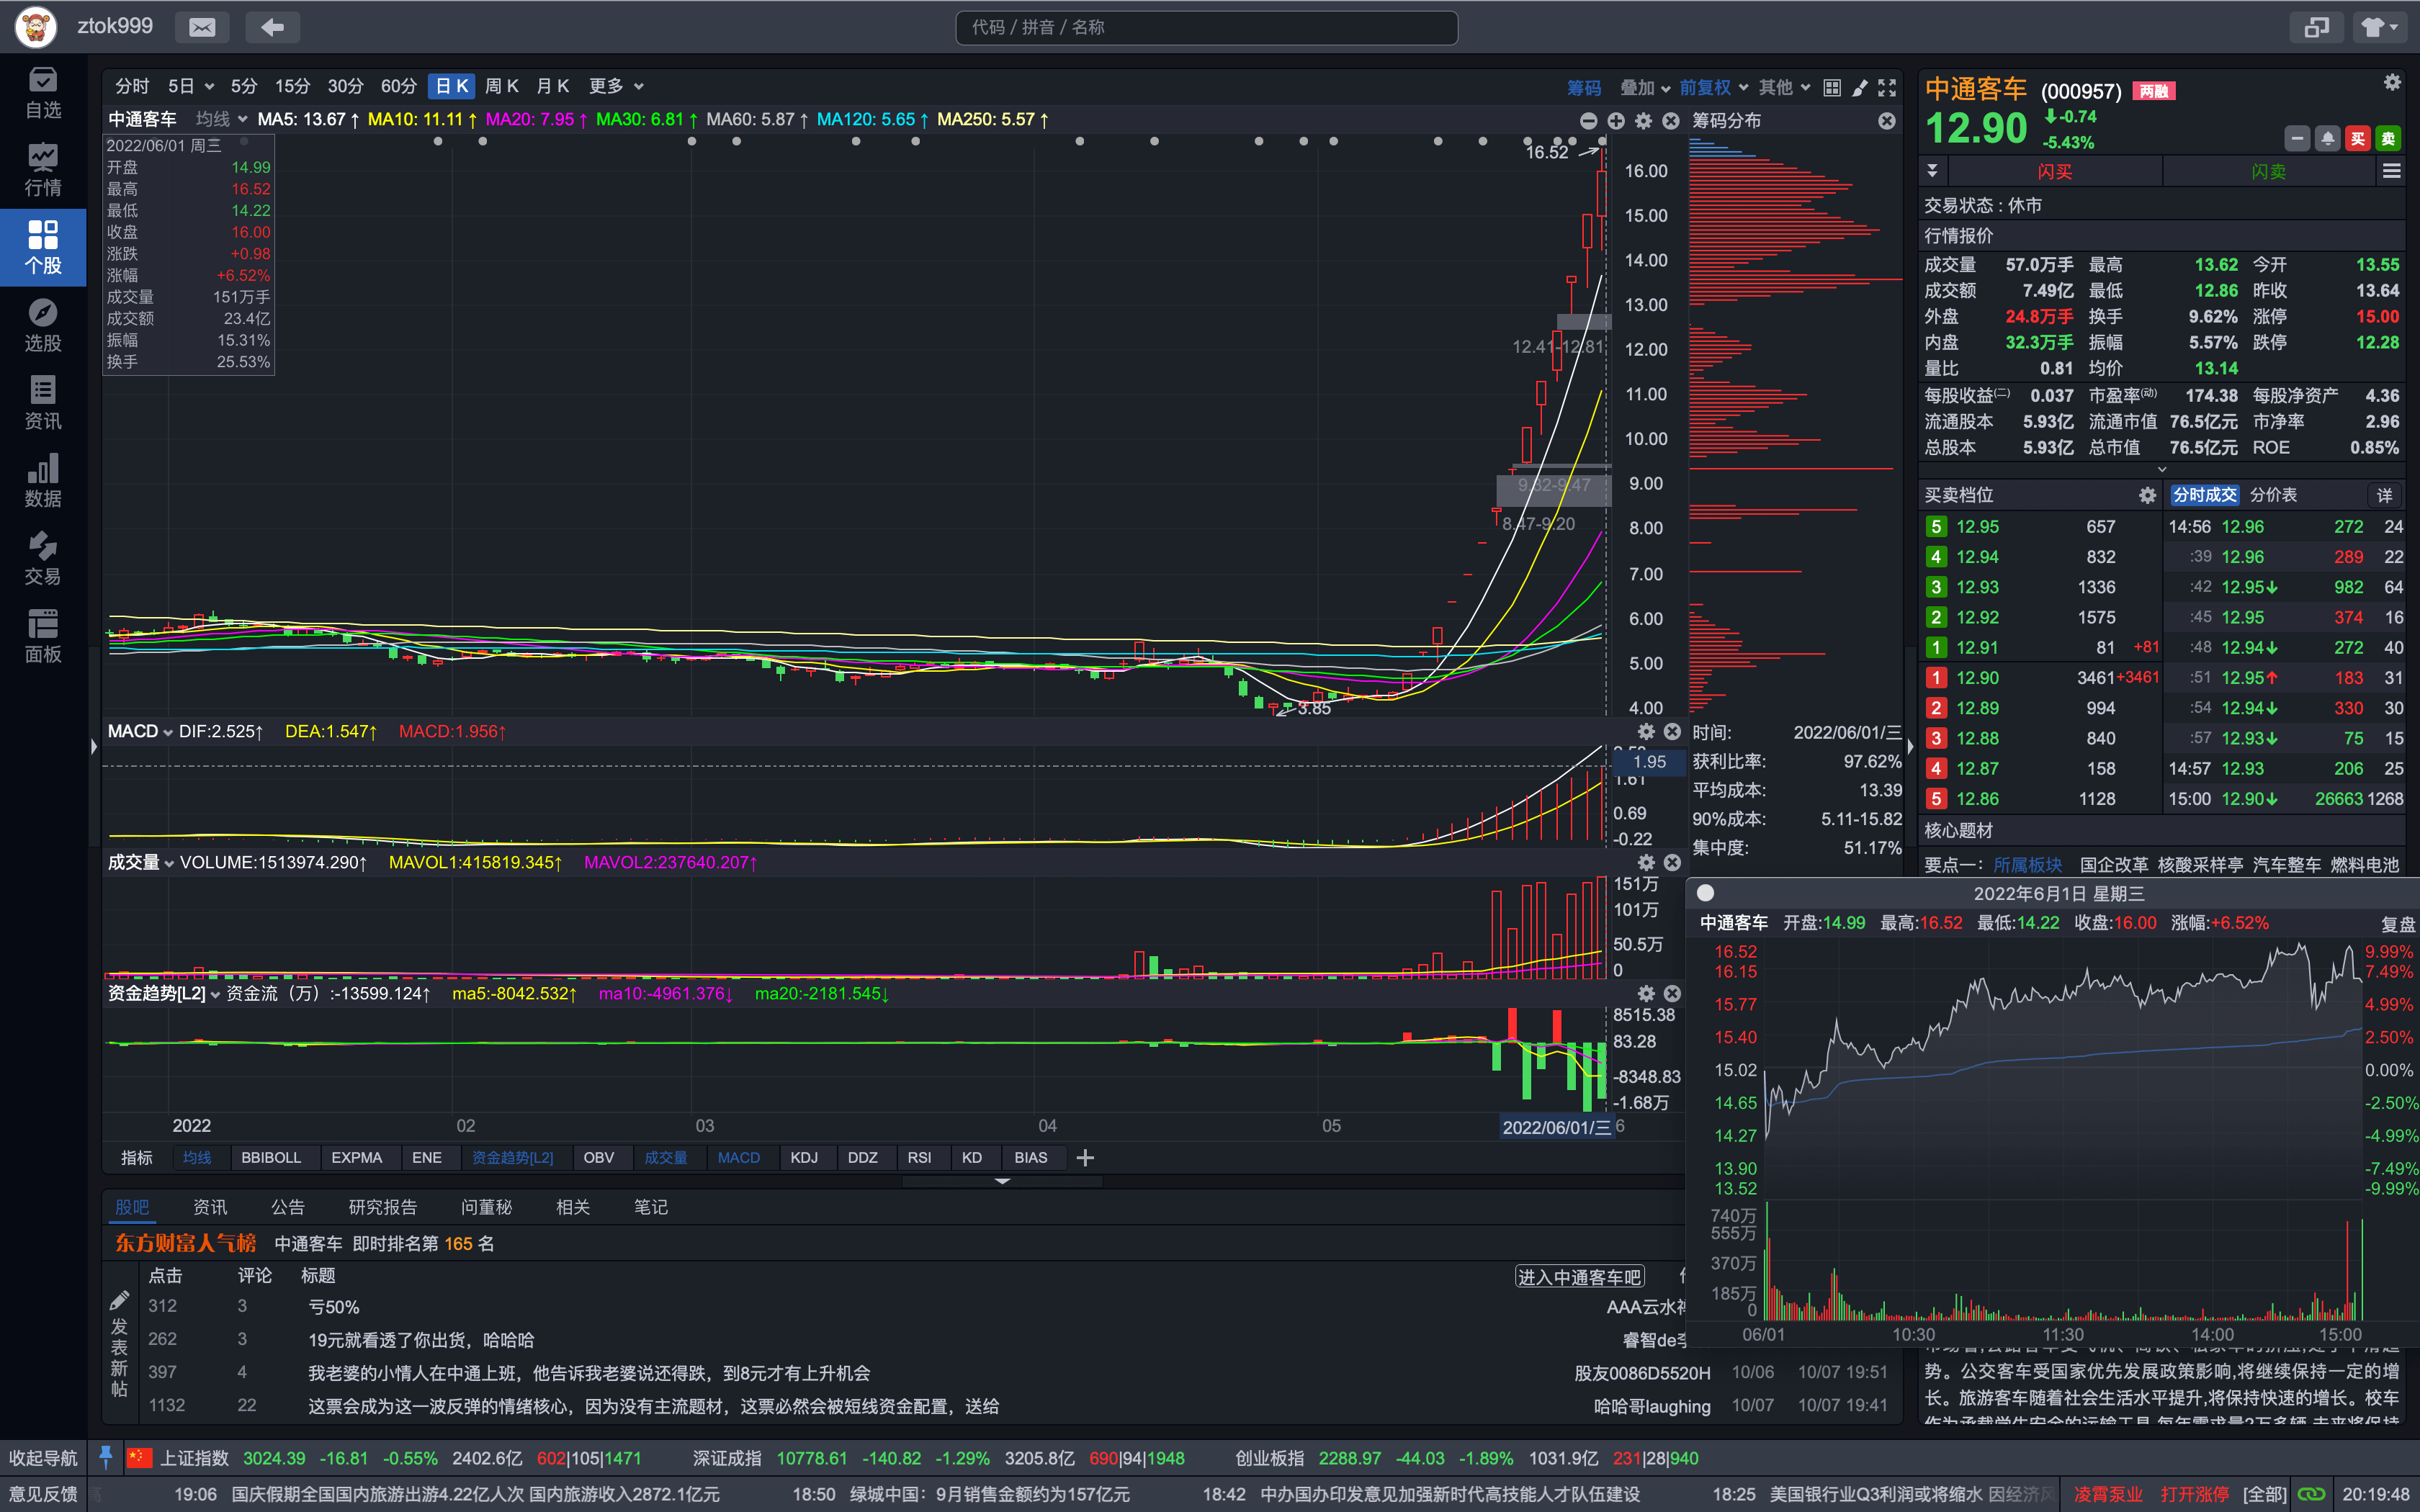 ztok999
代码 / 拼音 / 名称
自选
行情
个股
选股
资讯
数据
交易
面板
分时 5日 5分 15分 30分 60分 日K 周K 月K 更多 筹码 叠加 前复权 其他
中通客车 均线 MA5: 13.67↑ MA10: 11.11↑ MA20: 7.95↑ MA30: 6.81↑ MA60: 5.87↑ MA120: 5.65↑ MA250: 5.57↑
2022/06/01 周三
开盘 14.99
最高 16.52
最低 14.22
收盘 16.00
涨跌 +0.98
涨幅 +6.52%
成交量 151万手
成交额 23.4亿
振幅 15.31%
换手 25.53%
16.52
12.41-12.81
9.32-9.47
8.47-9.20
3.85
16.00
15.00
14.00
13.00
12.00
11.00
10.00
9.00
8.00
7.00
6.00
5.00
4.00
MACD DIF:2.525↑ DEA:1.547↑ MACD:1.956↑
1.95
1.61
0.69
-0.22
成交量 VOLUME:1513974.290↑ MAVOL1:415819.345↑ MAVOL2:237640.207↑
151万
101万
50.5万
0
资金趋势[L2] 资金流（万）:-13599.124↑ ma5:-8042.532↑ ma10:-4961.376↓ ma20:-2181.545↓
8515.38
83.28
-8348.83
-1.68万
2022 02 03 04 05 2022/06/01/三 6
指标 均线 BBIBOLL EXPMA ENE 资金趋势[L2] OBV 成交量 MACD KDJ DDZ RSI KD BIAS
筹码分布
时间: 2022/06/01/三
获利比率: 97.62%
平均成本: 13.39
90%成本: 5.11-15.82
集中度: 51.17%
股吧 资讯 公告 研究报告 问董秘 相关 笔记
东方财富人气榜 中通客车 即时排名第 165 名
发表新帖
点击 评论 标题 进入中通客车吧
312 3 亏50% AAA云水
262 3 19元就看透了你出货，哈哈哈 睿智de
397 4 我老婆的小情人在中通上班，他告诉我老婆说还得跌，到8元才有上升机会 股友0086D5520H 10/06 10/07 19:51
1132 22 这票会成为这一波反弹的情绪核心，因为没有主流题材，这票必然会被短线资金配置，送给 哈哈哥laughing 10/07 10/07 19:41
中通客车 (000957) 两融
12.90 -0.74
-5.43%
买 卖
闪买 闪卖
交易状态 : 休市
行情报价
成交量 57.0万手 最高 13.62 今开 13.55
成交额 7.49亿 最低 12.86 昨收 13.64
外盘 24.8万手 换手 9.62% 涨停 15.00
内盘 32.3万手 振幅 5.57% 跌停 12.28
量比 0.81 均价 13.14
每股收益(二) 0.037 市盈率(动) 174.38 每股净资产 4.36
流通股本 5.93亿 流通市值 76.5亿元 市净率 2.96
总股本 5.93亿 总市值 76.5亿元 ROE 0.85%
买卖档位 分时成交 分价表 详
5 12.95 657 14:56 12.96 272 24
4 12.94 832 :39 12.96 289 22
3 12.93 1336 :42 12.95↓ 982 64
2 12.92 1575 :45 12.95 374 16
1 12.91 81 +81 :48 12.94↓ 272 40
1 12.90 3461 +3461 :51 12.95↑ 183 31
2 12.89 994 :54 12.94↓ 330 30
3 12.88 840 :57 12.93↓ 75 15
4 12.87 158 14:57 12.93 206 25
5 12.86 1128 15:00 12.90↓ 26663 1268
核心题材
要点一： 所属板块 国企改革 核酸采样亭 汽车整车 燃料电池
2022年6月1日 星期三
中通客车 开盘:14.99 最高:16.52 最低:14.22 收盘:16.00 涨幅:+6.52% 复盘
16.52 9.99%
16.15 7.49%
15.77 4.99%
15.40 2.50%
15.02 0.00%
14.65 -2.50%
14.27 -4.99%
13.90 -7.49%
13.52 -9.99%
740万
555万
370万
185万
0
06/01 10:30 11:30 14:00 15:00
势。公交客车受国家优先发展政策影响,将继续保持一定的增
长。旅游客车随着社会生活水平提升,将保持快速的增长。校车
作为承载学生安全的运输工具,每年需求量2万多辆,未来将保持
收起导航 上证指数 3024.39 -16.81 -0.55% 2402.6亿 602|105|1471 深证成指 10778.61 -140.82 -1.29% 3205.8亿 690|94|1948 创业板指 2288.97 -44.03 -1.89% 1031.9亿 231|28|940
意见反馈 19:06 国庆假期全国国内旅游出游4.22亿人次 国内旅游收入2872.1亿元 18:50 绿城中国：9月销售金额约为157亿元 18:42 中办国办印发意见加强新时代高技能人才队伍建设 18:25 美国银行业Q3利润或将缩水 因经济 凌霄泵业 打开涨停 [全部] 20:19:48